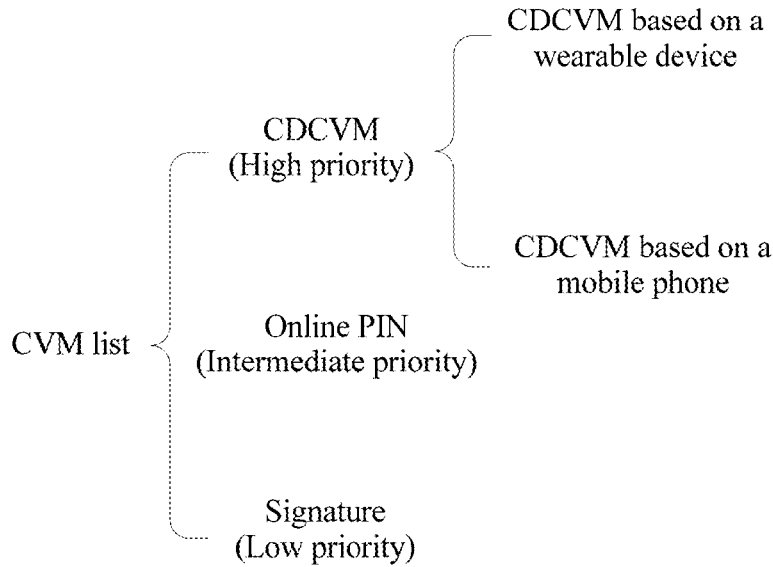 CDCVM based on a
wearable device
CDCVM
(High priority)
CDCVM based on a
mobile phone
Online PIN
(Intermediate priority)
CVM list
Signature
(Low priority)